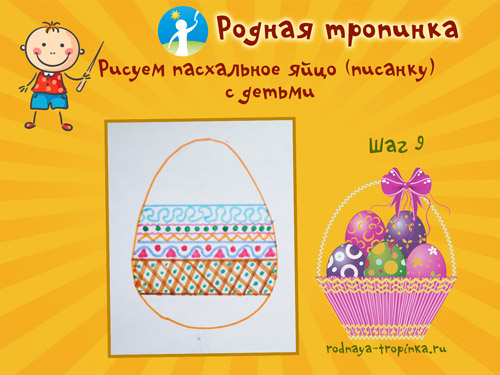 Родная тропинка
Рисуем пасхальное яйцо (писанку)
с детьми
Шаг 9
rodnaya-tropinka.ru